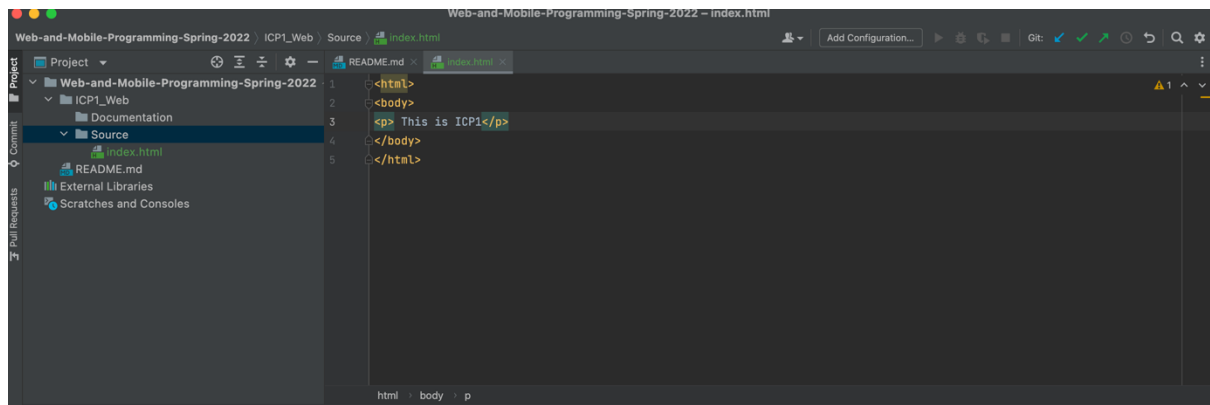 Web-and-Mobile-Programming-Spring-2022 – index.html
Web-and-Mobile-Programming-Spring-2022 〉 ICP1_Web 〉 Source 〉 index.html
Add Configuration...
Git:
Project
Commit
Pull Requests
Project
Web-and-Mobile-Programming-Spring-2022
ICP1_Web
Documentation
Source
index.html
README.md
External Libraries
Scratches and Consoles
README.md ×
index.html ×
1 <html>
2 <body>
3 <p> This is ICP1</p>
4 </body>
5 </html>
1
html › body › p